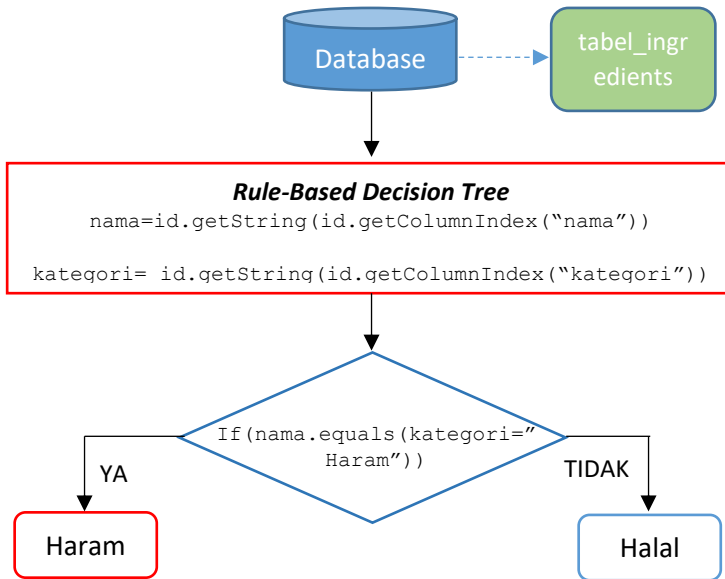 Database
tabel_ingr
edients
Rule-Based Decision Tree
nama=id.getString(id.getColumnIndex(“nama”))
kategori= id.getString(id.getColumnIndex(“kategori”))
If(nama.equals(kategori=”
Haram”))
YA
TIDAK
Haram
Halal